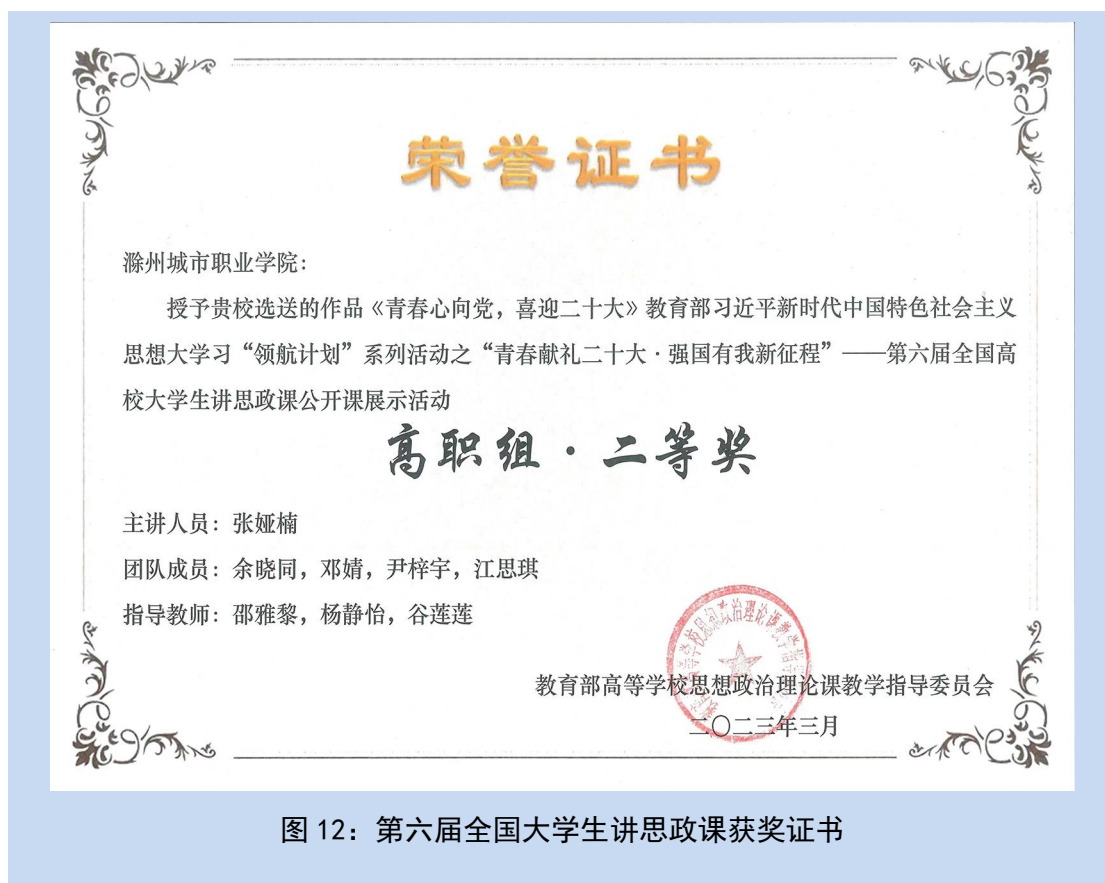 荣誉证书
滁州城市职业学院：
授予贵校选送的作品《青春心向党，喜迎二十大》教育部习近平新时代中国特色社会主义
思想大学习“领航计划”系列活动之“青春献礼二十大·强国有我新征程”——第六届全国高
校大学生讲思政课公开课展示活动
高职组·二等奖
主讲人员：张娅楠
团队成员：余晓同，邓婧，尹梓宇，江思琪
指导教师：邵雅黎，杨静怡，谷莲莲
教育部高等学校思想政治理论课教学指导委员会
二〇二三年三月
图 12：第六届全国大学生讲思政课获奖证书